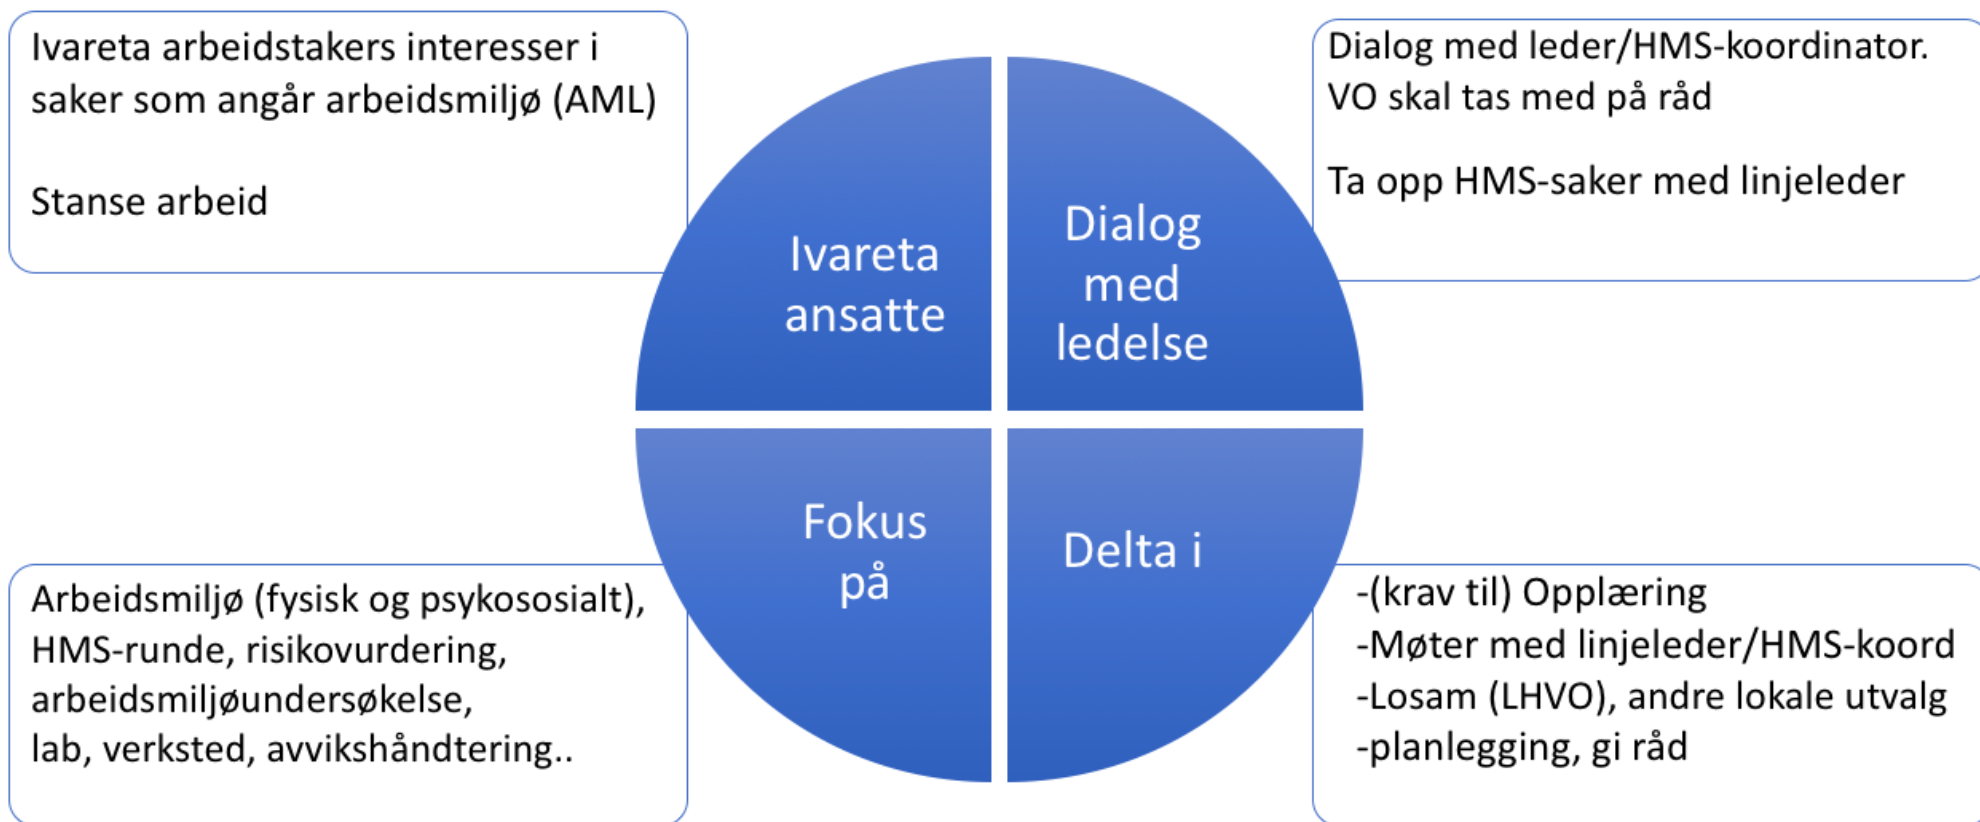 Ivareta arbeidstakers interesser i
saker som angår arbeidsmiljø (AML)
Stanse arbeid
Dialog med leder/HMS-koordinator.
VO skal tas med på råd
Ta opp HMS-saker med linjeleder
Ivareta
ansatte
Dialog
med
ledelse
Fokus
på
Delta i
Arbeidsmiljø (fysisk og psykososialt),
HMS-runde, risikovurdering,
arbeidsmiljøundersøkelse,
lab, verksted, avvikshåndtering..
-(krav til) Opplæring
-Møter med linjeleder/HMS-koord
-Losam (LHVO), andre lokale utvalg
-planlegging, gi råd